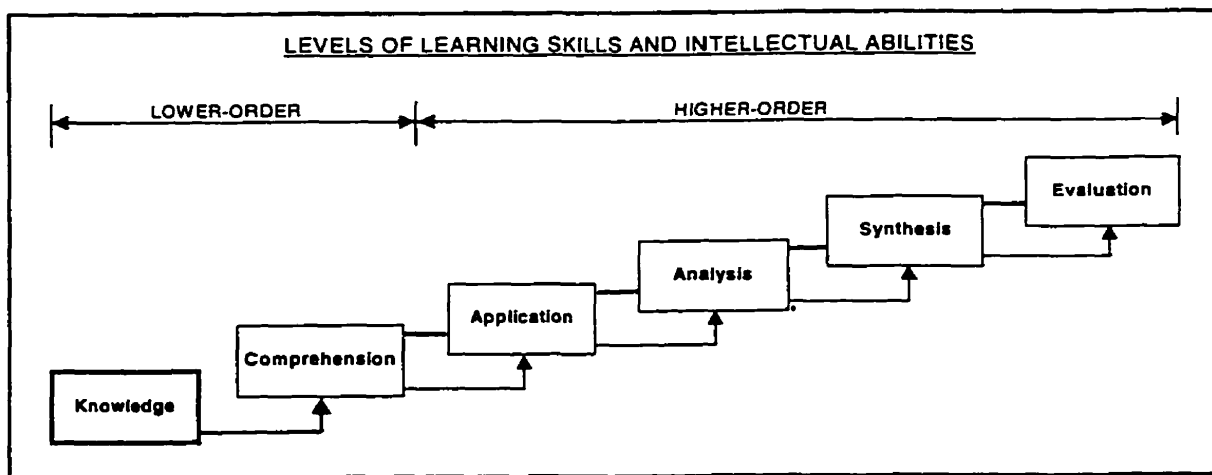 LEVELS OF LEARNING SKILLS AND INTELLECTUAL ABILITIES
LOWER-ORDER
HIGHER-ORDER
Evaluation
Synthesis
Analysis
Application
Comprehension
Knowledge